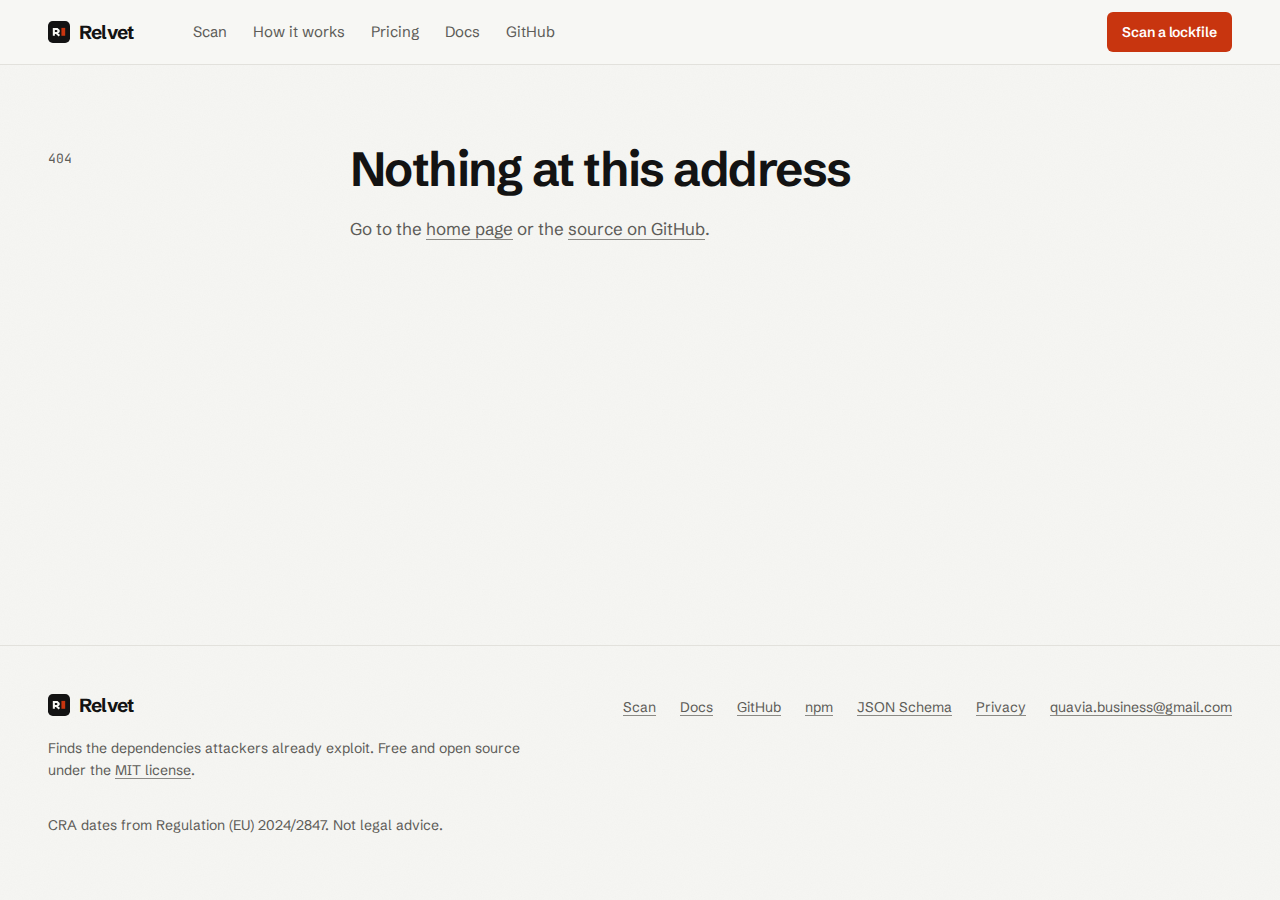 Relvet
Scan How it works Pricing Docs GitHub
Scan a lockfile
404
Nothing at this address
Go to the home page or the source on GitHub.
Relvet
Scan Docs GitHub npm JSON Schema Privacy quavia.business@gmail.com
Finds the dependencies attackers already exploit. Free and open source
under the MIT license.
CRA dates from Regulation (EU) 2024/2847. Not legal advice.